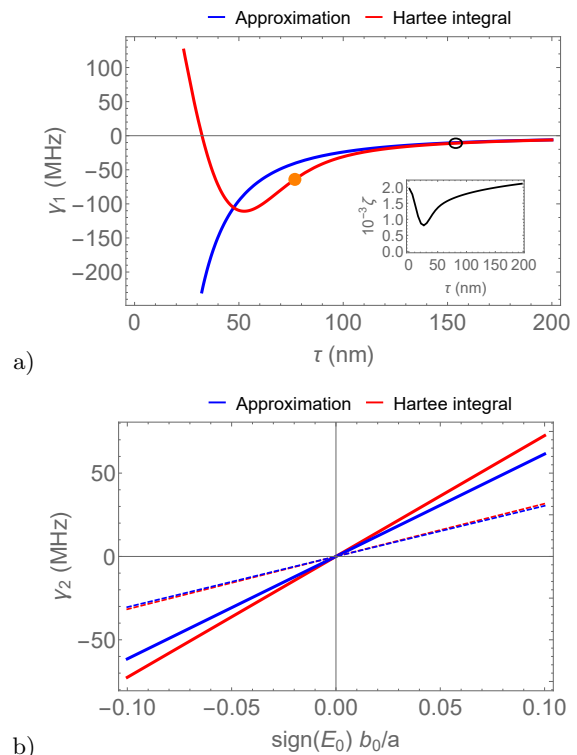 Approximation Hartee integral
100
50
0
−50
−100
−150
−200
γ1 (MHz)
2.0
1.5
1.0
0.5
0.0
10⁻³ ζ
0 50 100 150 200
τ (nm)
0 50 100 150 200
τ (nm)
a)
Approximation Hartee integral
50
0
−50
γ2 (MHz)
−0.10 −0.05 0.00 0.05 0.10
sign(E0) b0/a
b)